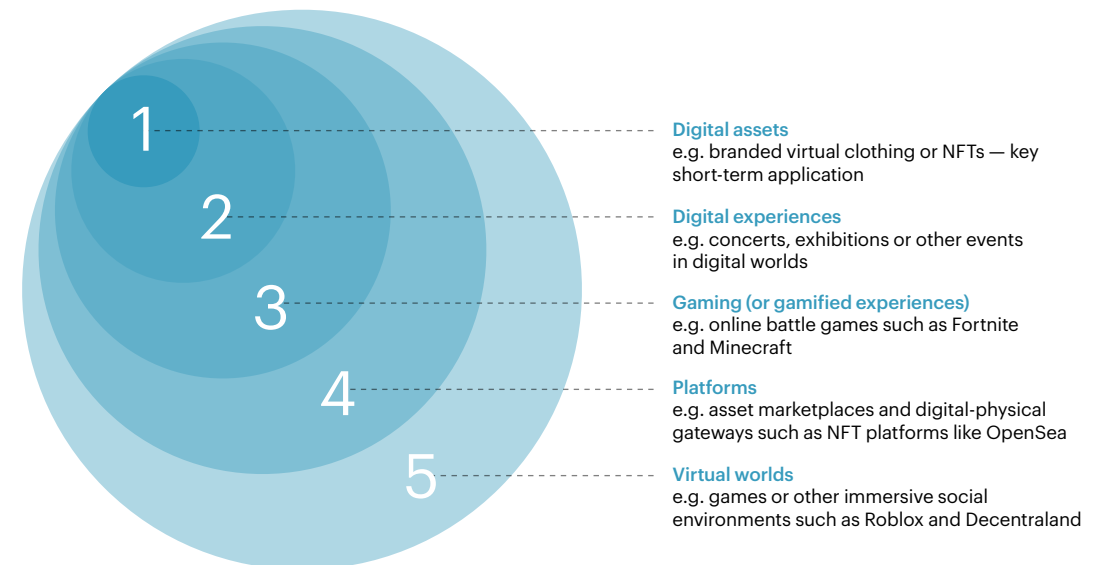 1
Digital assets
e.g. branded virtual clothing or NFTs — key
short-term application
2
Digital experiences
e.g. concerts, exhibitions or other events
in digital worlds
3
Gaming (or gamified experiences)
e.g. online battle games such as Fortnite
and Minecraft
4
Platforms
e.g. asset marketplaces and digital-physical
gateways such as NFT platforms like OpenSea
5
Virtual worlds
e.g. games or other immersive social
environments such as Roblox and Decentraland